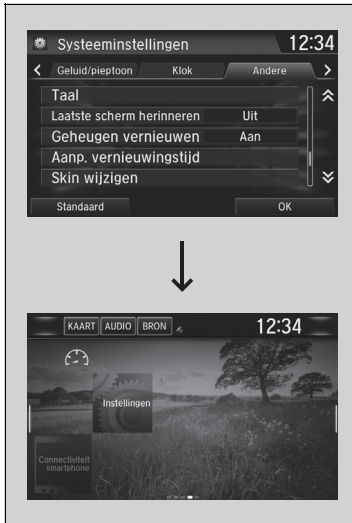 Systeeminstellingen 12:34
Geluid/pieptoon Klok Andere
Taal
Laatste scherm herinneren Uit
Geheugen vernieuwen Aan
Aanp. vernieuwingstijd
Skin wijzigen
Standaard OK
KAART AUDIO BRON 12:34
Instellingen
Connectiviteit
smartphone